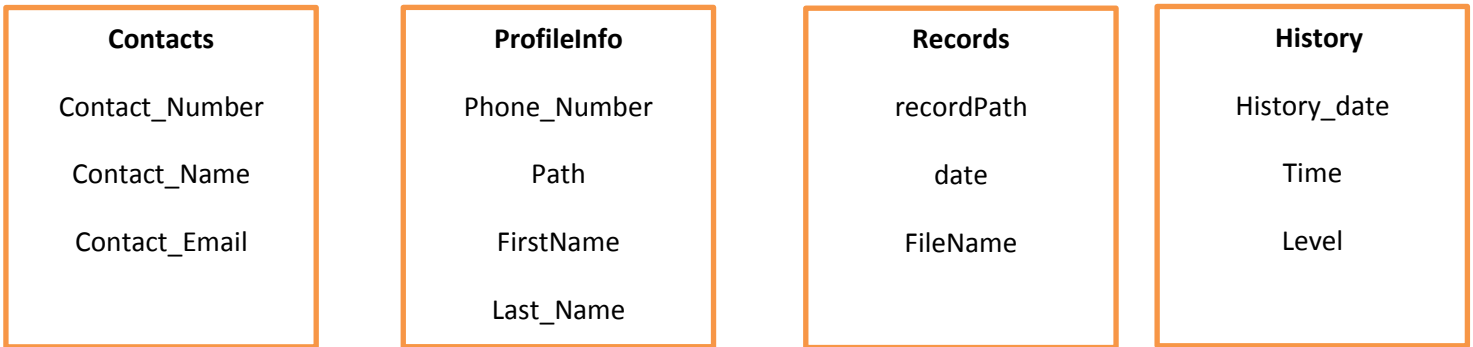 Contacts
Contact_Number
Contact_Name
Contact_Email
ProfileInfo
Phone_Number
Path
FirstName
Last_Name
Records
recordPath
date
FileName
History
History_date
Time
Level